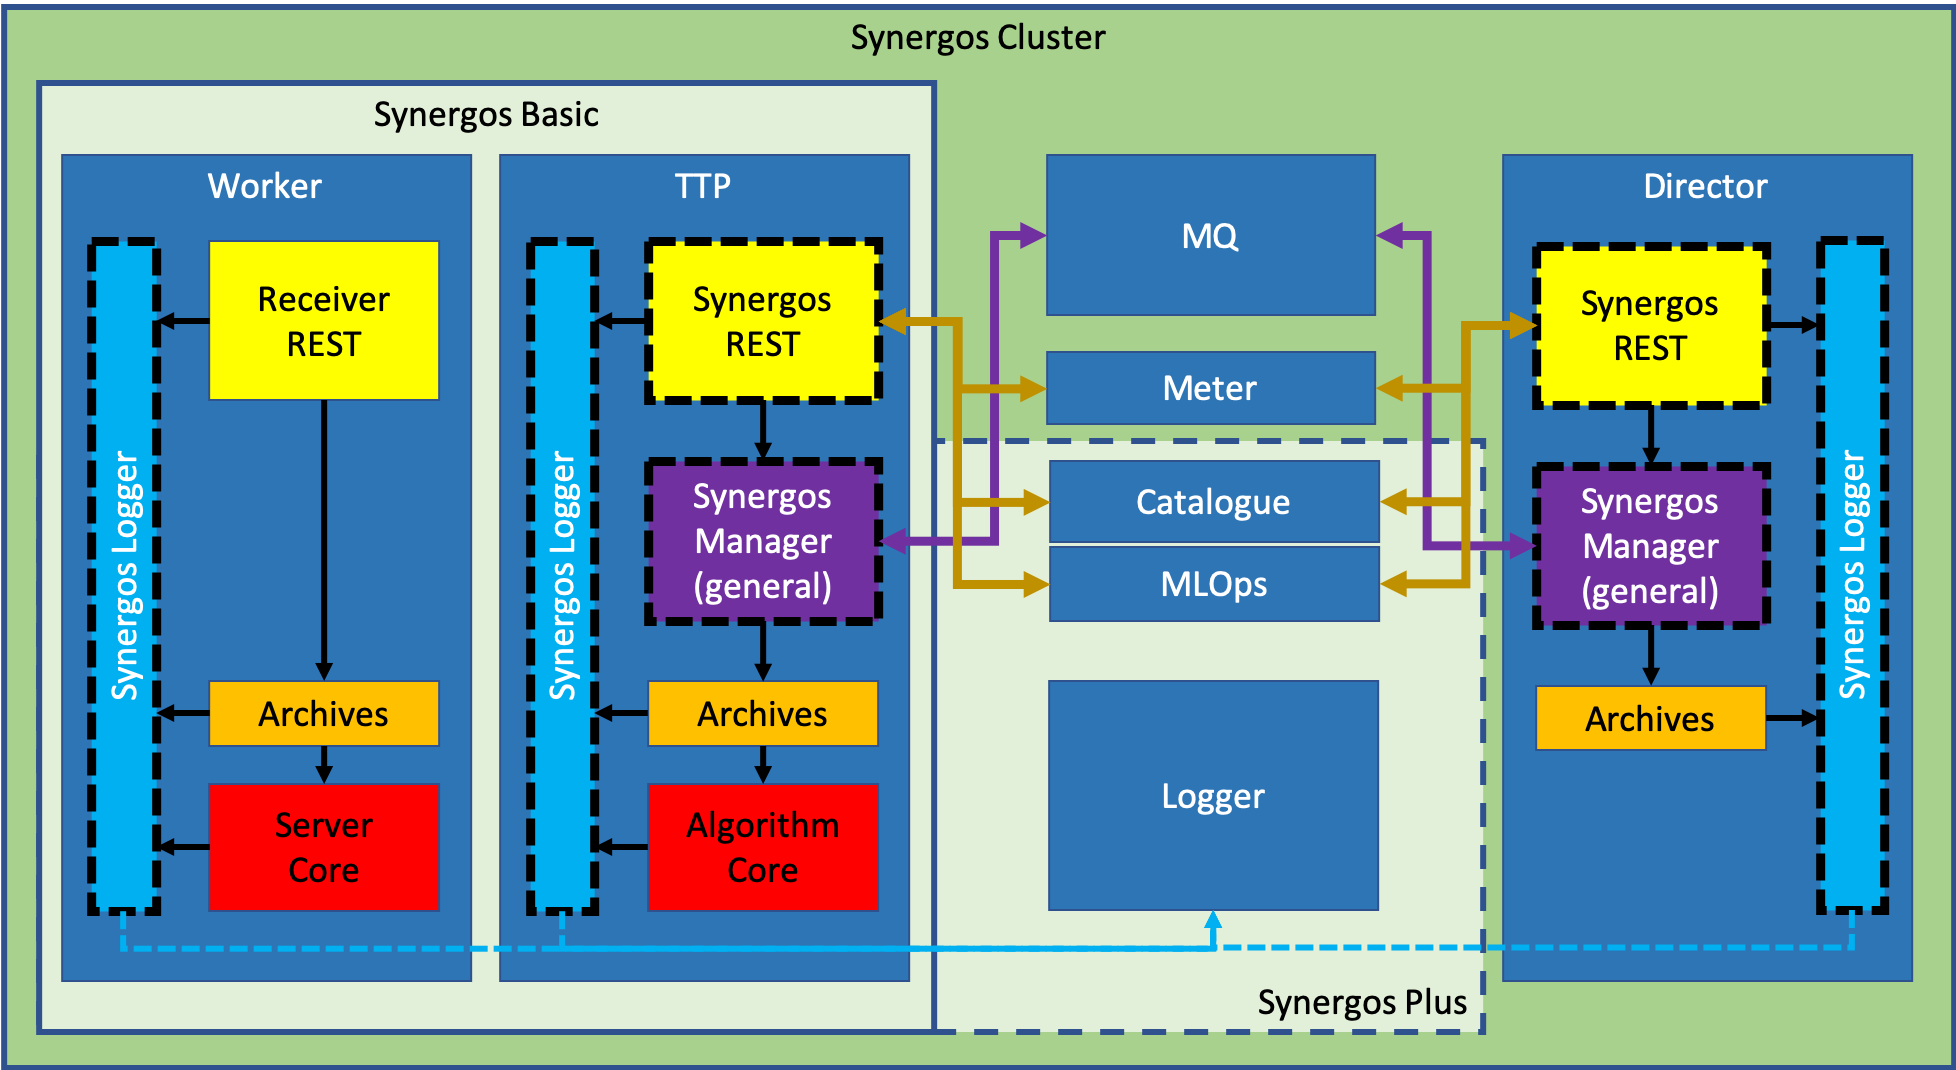 Synergos Cluster
Synergos Basic
Worker
Synergos Logger
Receiver
REST
Archives
Server
Core
TTP
Synergos Logger
Synergos
REST
Synergos
Manager
(general)
Archives
Algorithm
Core
MQ
Meter
Catalogue
MLOps
Logger
Synergos Plus
Director
Synergos
REST
Synergos
Manager
(general)
Archives
Synergos Logger